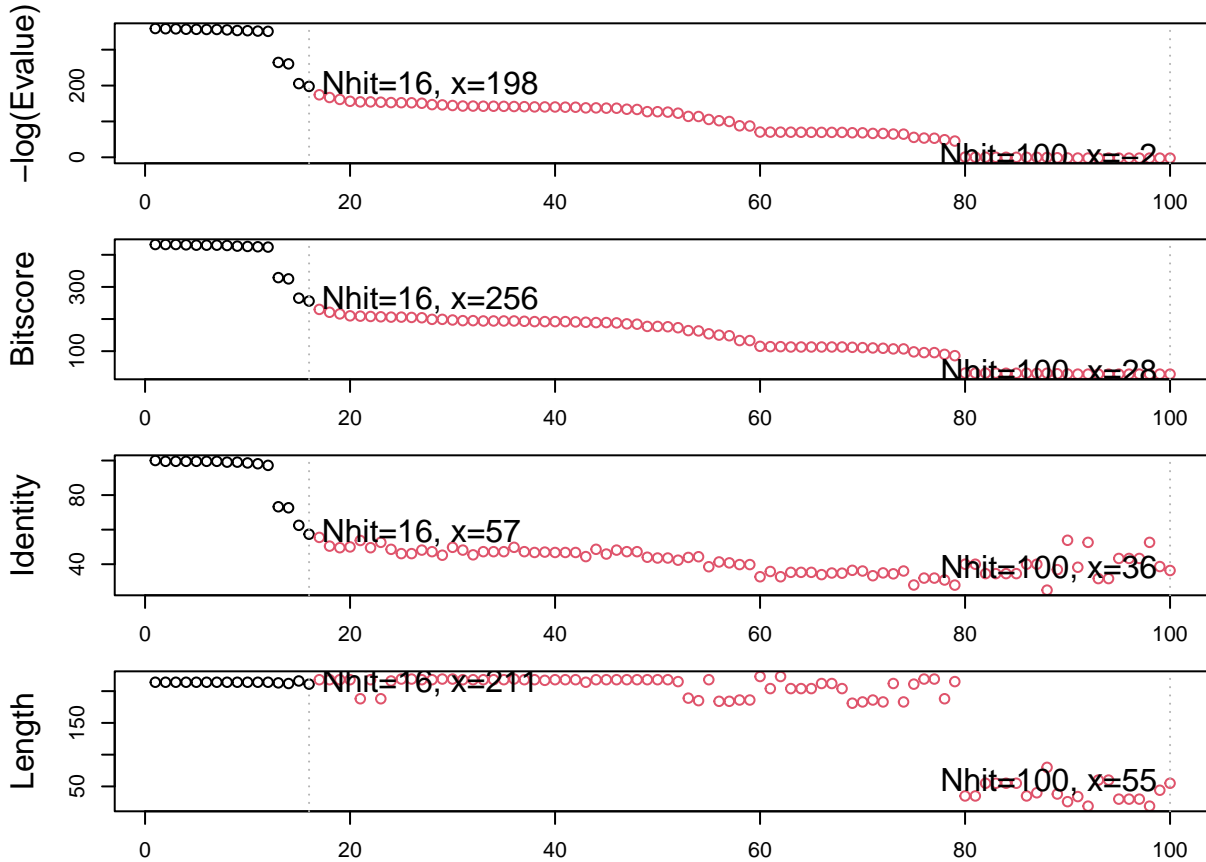 −log(Evalue)
200
0
Nhit=16, x=198
Nhit=100, x=−2
0 20 40 60 80 100
Bitscore
300
100
Nhit=16, x=256
Nhit=100, x=28
0 20 40 60 80 100
Identity
80
40
Nhit=16, x=57
Nhit=100, x=36
0 20 40 60 80 100
Length
150
50
Nhit=16, x=211
Nhit=100, x=55
0 20 40 60 80 100